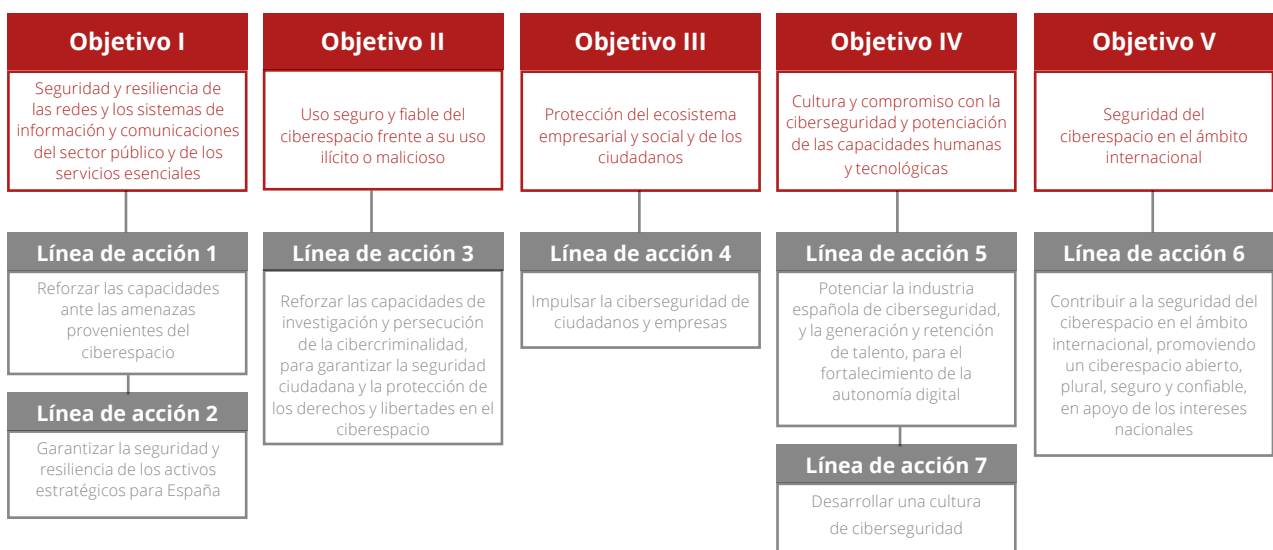 Objetivo I
Seguridad y resiliencia de
las redes y los sistemas de
información y comunicaciones
del sector público y de los
servicios esenciales
Línea de acción 1
Reforzar las capacidades
ante las amenazas
provenientes del
ciberespacio
Línea de acción 2
Garantizar la seguridad y
resiliencia de los activos
estratégicos para España
Objetivo II
Uso seguro y fiable del
ciberespacio frente a su uso
ilícito o malicioso
Línea de acción 3
Reforzar las capacidades de
investigación y persecución
de la cibercriminalidad,
para garantizar la seguridad
ciudadana y la protección de
los derechos y libertades en el
ciberespacio
Objetivo III
Protección del ecosistema
empresarial y social y de los
ciudadanos
Línea de acción 4
Impulsar la ciberseguridad de
ciudadanos y empresas
Objetivo IV
Cultura y compromiso con la
ciberseguridad y potenciación
de las capacidades humanas
y tecnológicas
Línea de acción 5
Potenciar la industria
española de ciberseguridad,
y la generación y retención
de talento, para el
fortalecimiento de la
autonomía digital
Línea de acción 7
Desarrollar una cultura
de ciberseguridad
Objetivo V
Seguridad del
ciberespacio en el ámbito
internacional
Línea de acción 6
Contribuir a la seguridad del
ciberespacio en el ámbito
internacional, promoviendo
un ciberespacio abierto,
plural, seguro y confiable,
en apoyo de los intereses
nacionales